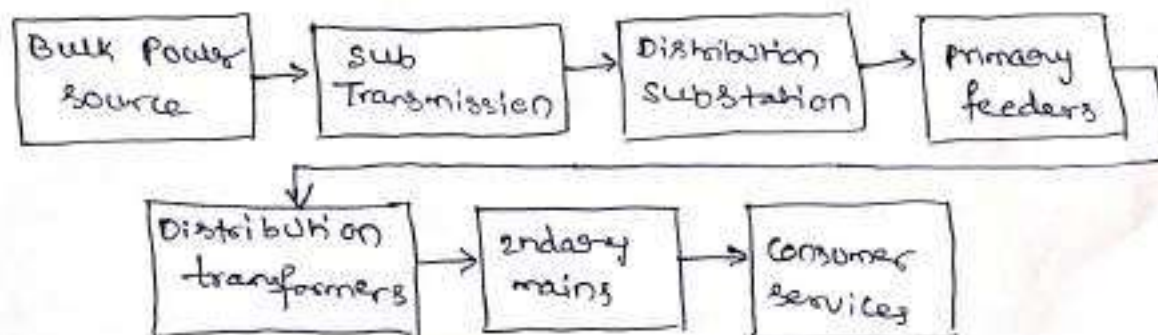 Bulk Power
source
Sub
Transmission
Distribution
Substation
Primary
feeders
Distribution
transformers
2ndary
mains
Consumer
services